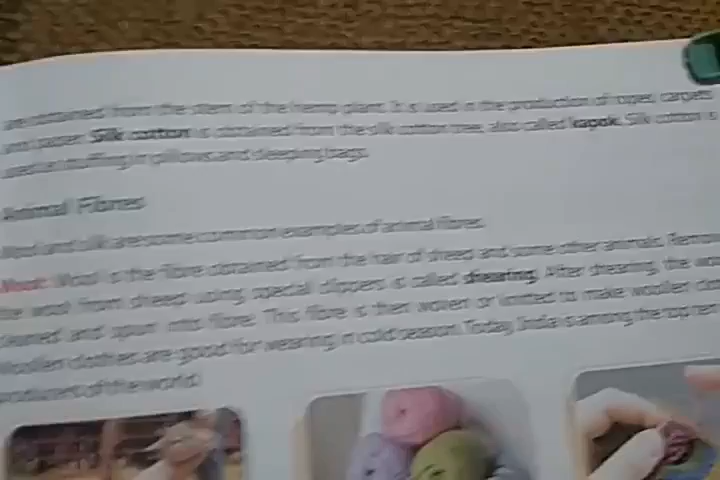 are obtained from the stem of the hemp plant. It is used in the production of ropes, carpets
and paper. Silk cotton is obtained from the silk cotton tree, also called kapok. Silk cotton is
used as stuffing in pillows and sleeping bags.
Animal Fibres
Wool and silk are some common examples of animal fibres.
Wool: Wool is the fibre obtained from the hair of sheep and some other animals.
the wool from sheep using special clippers is called shearing. After shearing, the
cleaned and spun into fibre. This fibre is then woven or knitted to make woollen
Woollen clothes are good for wearing in cold season. Today, India is among the top ten
producers of the world.